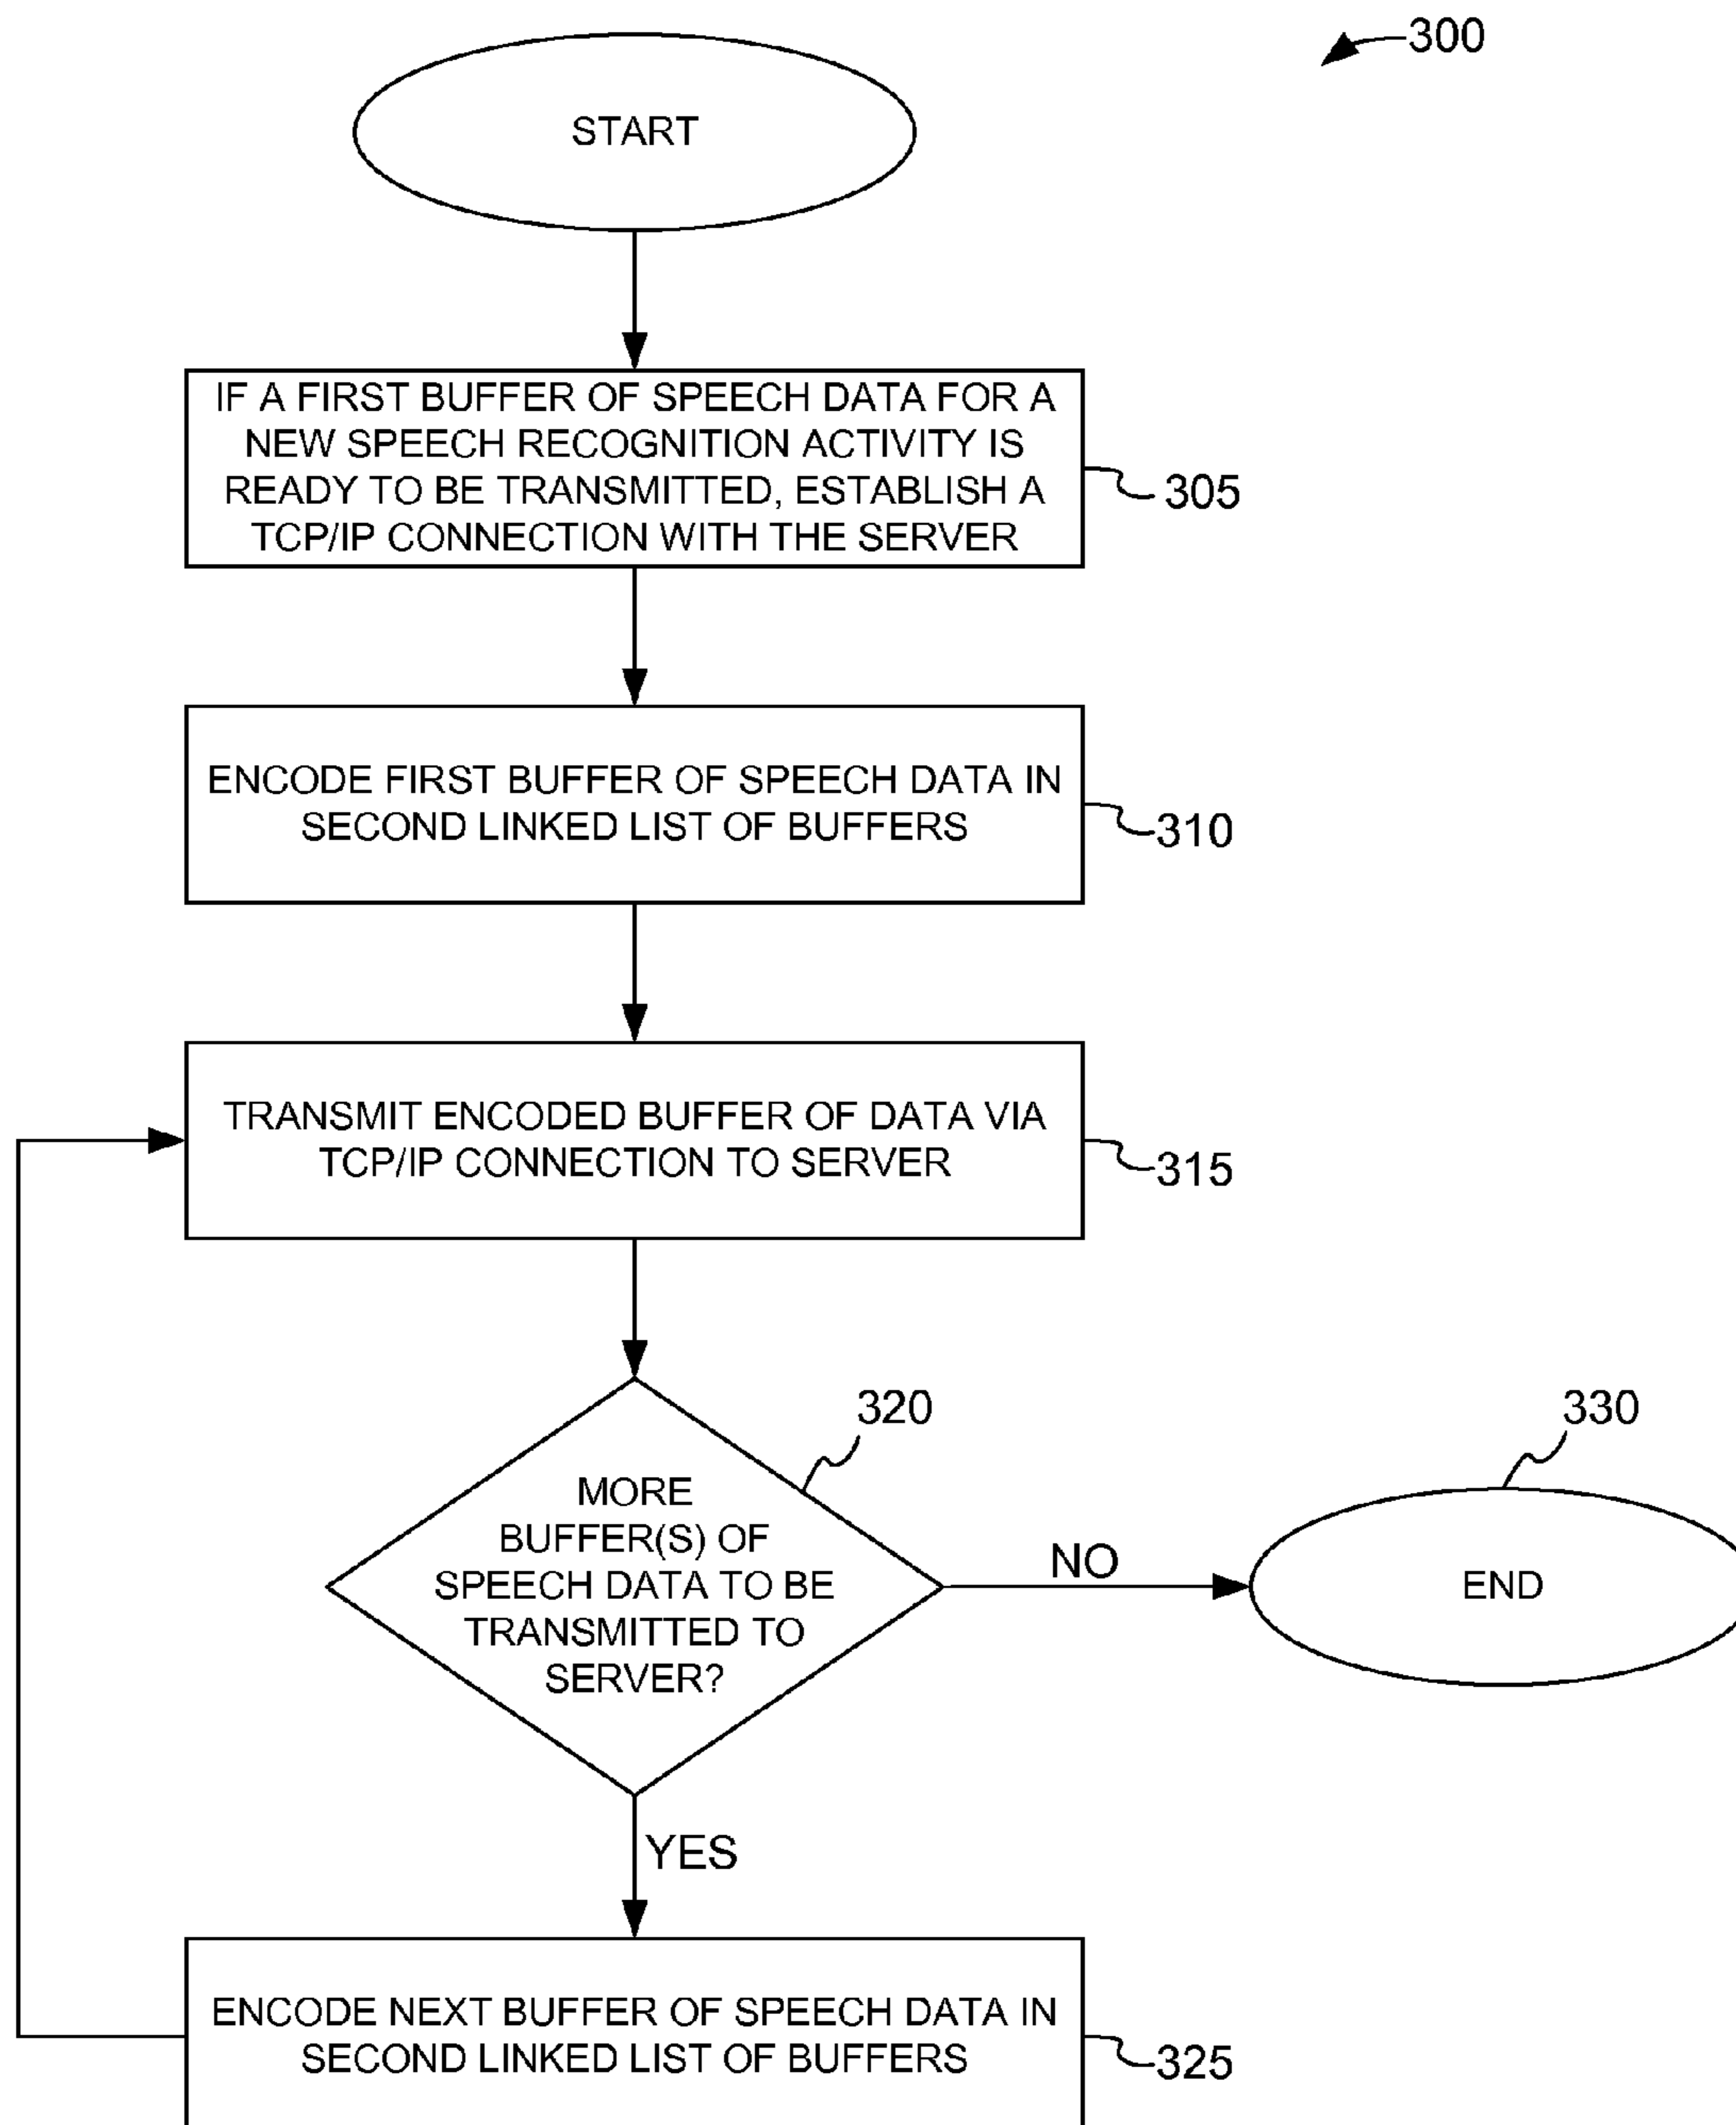 300
START
IF A FIRST BUFFER OF SPEECH DATA FOR A
NEW SPEECH RECOGNITION ACTIVITY IS
READY TO BE TRANSMITTED, ESTABLISH A
TCP/IP CONNECTION WITH THE SERVER
305
ENCODE FIRST BUFFER OF SPEECH DATA IN
SECOND LINKED LIST OF BUFFERS
310
TRANSMIT ENCODED BUFFER OF DATA VIA
TCP/IP CONNECTION TO SERVER
315
320
MORE
BUFFER(S) OF
SPEECH DATA TO BE
TRANSMITTED TO
SERVER?
NO
330
END
YES
ENCODE NEXT BUFFER OF SPEECH DATA IN
SECOND LINKED LIST OF BUFFERS
325